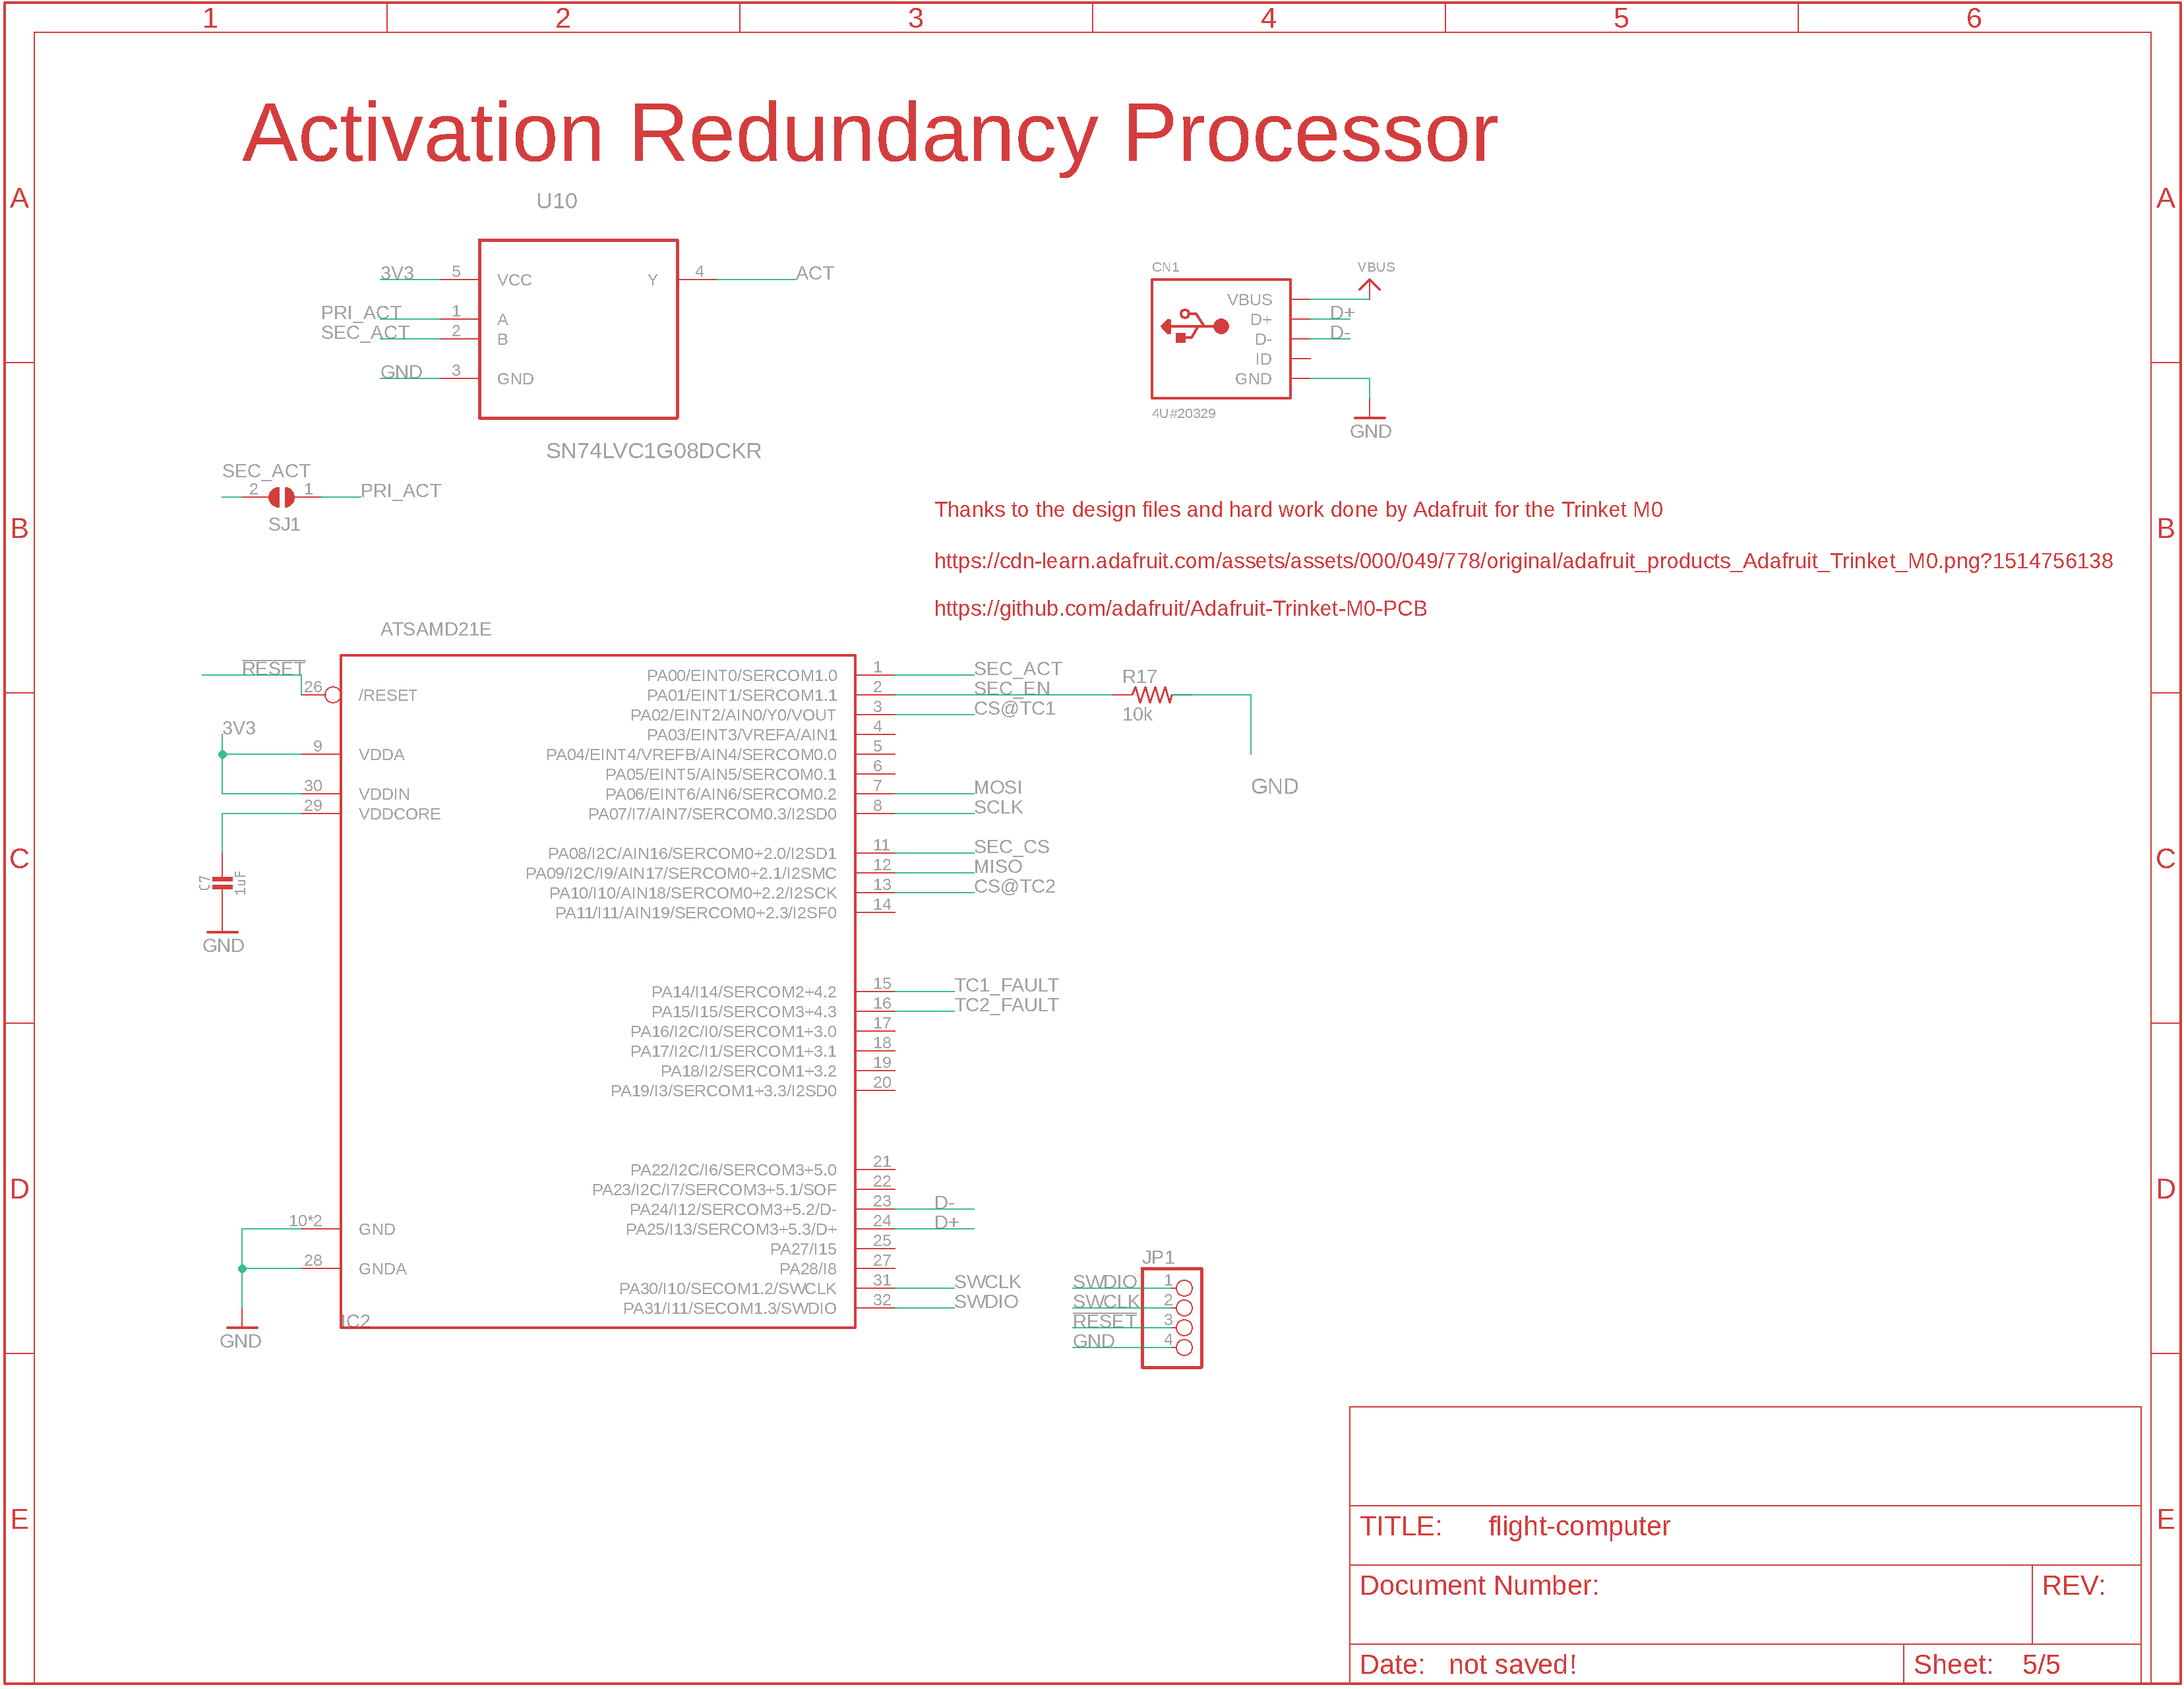 1 2 3 4 5 6
A A
B B
C C
D D
E E
Activation Redundancy Processor
U10
3V3 5 VCC Y 4 ACT
PRI_ACT 1 A
SEC_ACT 2 B
GND 3 GND
SN74LVC1G08DCKR
CN1
VBUS
VBUS
D+ D+
D- D-
ID
GND
4U#20329
GND
SEC_ACT
2 1 PRI_ACT
SJ1
Thanks to the design files and hard work done by Adafruit for the Trinket M0
https://cdn-learn.adafruit.com/assets/assets/000/049/778/original/adafruit_products_Adafruit_Trinket_M0.png?1514756138
https://github.com/adafruit/Adafruit-Trinket-M0-PCB
ATSAMD21E
RESET
26 /RESET
3V3
9 VDDA
30 VDDIN
29 VDDCORE
C7 1uF
GND
10*2 GND
28 GNDA
GND
IC2
PA00/EINT0/SERCOM1.0 1 SEC_ACT
PA01/EINT1/SERCOM1.1 2 SEC_EN
PA02/EINT2/AIN0/Y0/VOUT 3 CS@TC1
PA03/EINT3/VREFA/AIN1 4
PA04/EINT4/VREFB/AIN4/SERCOM0.0 5
PA05/EINT5/AIN5/SERCOM0.1 6
PA06/EINT6/AIN6/SERCOM0.2 7 MOSI
PA07/I7/AIN7/SERCOM0.3/I2SD0 8 SCLK
PA08/I2C/AIN16/SERCOM0+2.0/I2SD1 11 SEC_CS
PA09/I2C/I9/AIN17/SERCOM0+2.1/I2SMC 12 MISO
PA10/I10/AIN18/SERCOM0+2.2/I2SCK 13 CS@TC2
PA11/I11/AIN19/SERCOM0+2.3/I2SF0 14
PA14/I14/SERCOM2+4.2 15 TC1_FAULT
PA15/I15/SERCOM3+4.3 16 TC2_FAULT
PA16/I2C/I0/SERCOM1+3.0 17
PA17/I2C/I1/SERCOM1+3.1 18
PA18/I2/SERCOM1+3.2 19
PA19/I3/SERCOM1+3.3/I2SD0 20
PA22/I2C/I6/SERCOM3+5.0 21
PA23/I2C/I7/SERCOM3+5.1/SOF 22
PA24/I12/SERCOM3+5.2/D- 23 D-
PA25/I13/SERCOM3+5.3/D+ 24 D+
PA27/I15 25
PA28/I8 27
PA30/I10/SECOM1.2/SWCLK 31 SWCLK
PA31/I11/SECOM1.3/SWDIO 32 SWDIO
R17
10k
GND
JP1
SWDIO 1
SWCLK 2
RESET 3
GND 4
TITLE: flight-computer
Document Number:
REV:
Date: not saved!
Sheet: 5/5